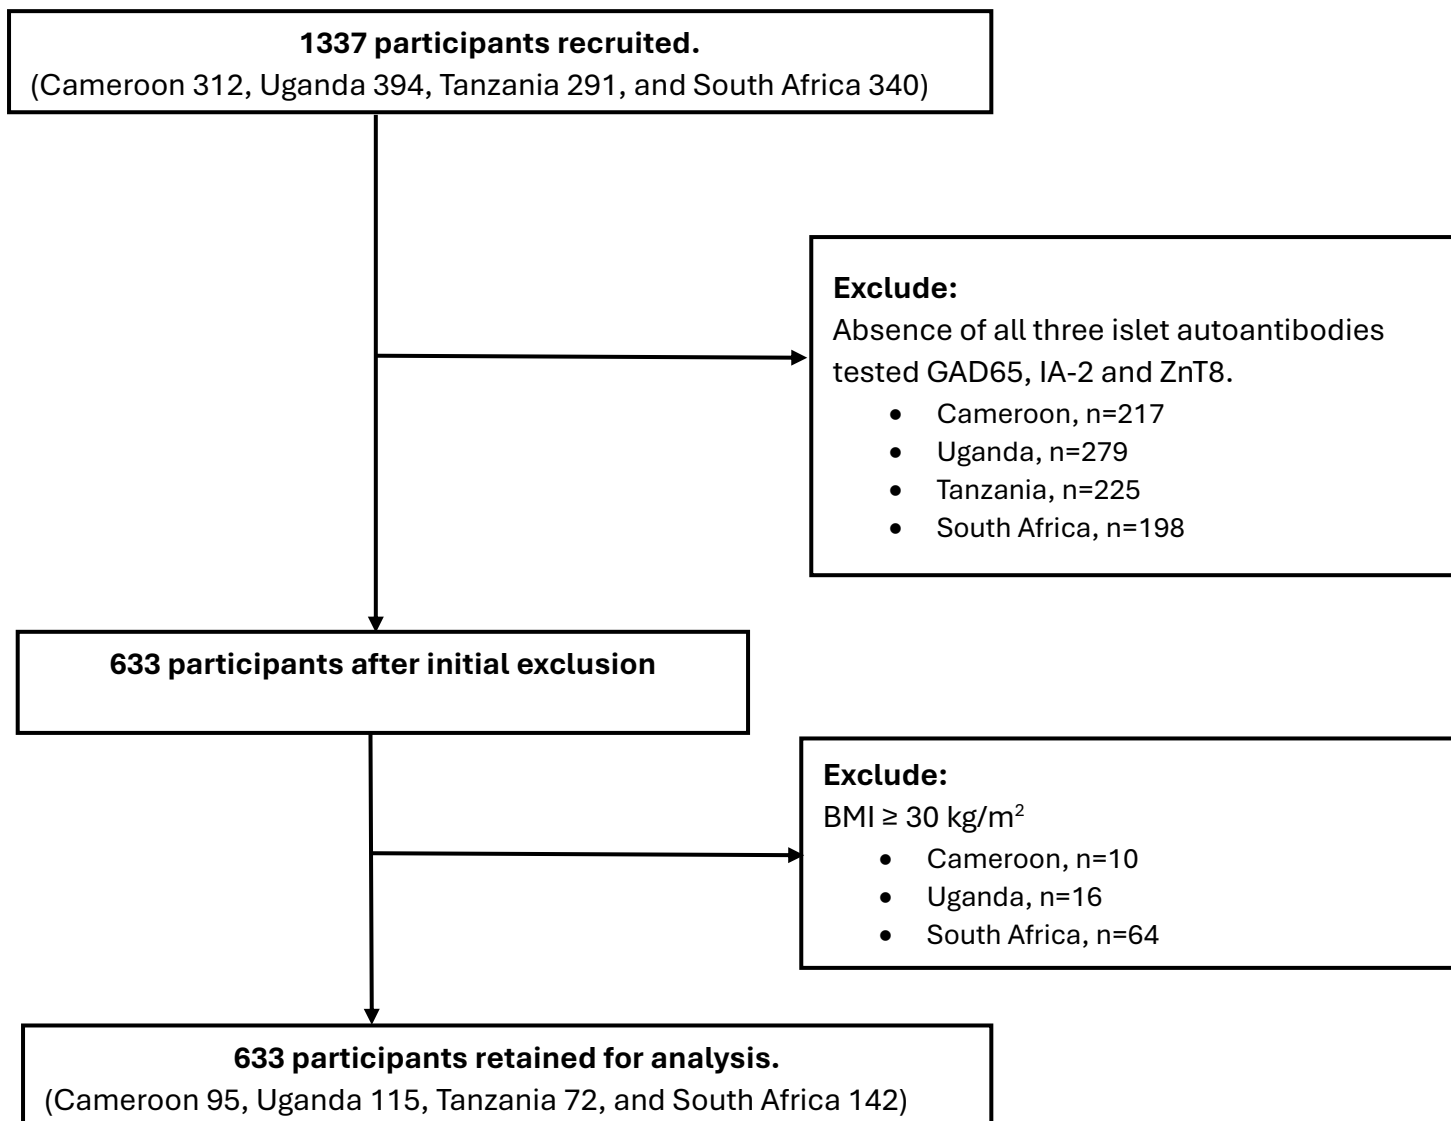 1337 participants recruited.
(Cameroon 312, Uganda 394, Tanzania 291, and South Africa 340)
Exclude:
Absence of all three islet autoantibodies
tested GAD65, IA-2 and ZnT8.
• Cameroon, n=217
• Uganda, n=279
• Tanzania, n=225
• South Africa, n=198
633 participants after initial exclusion
Exclude:
BMI ≥ 30 kg/m²
• Cameroon, n=10
• Uganda, n=16
• South Africa, n=64
633 participants retained for analysis.
(Cameroon 95, Uganda 115, Tanzania 72, and South Africa 142)